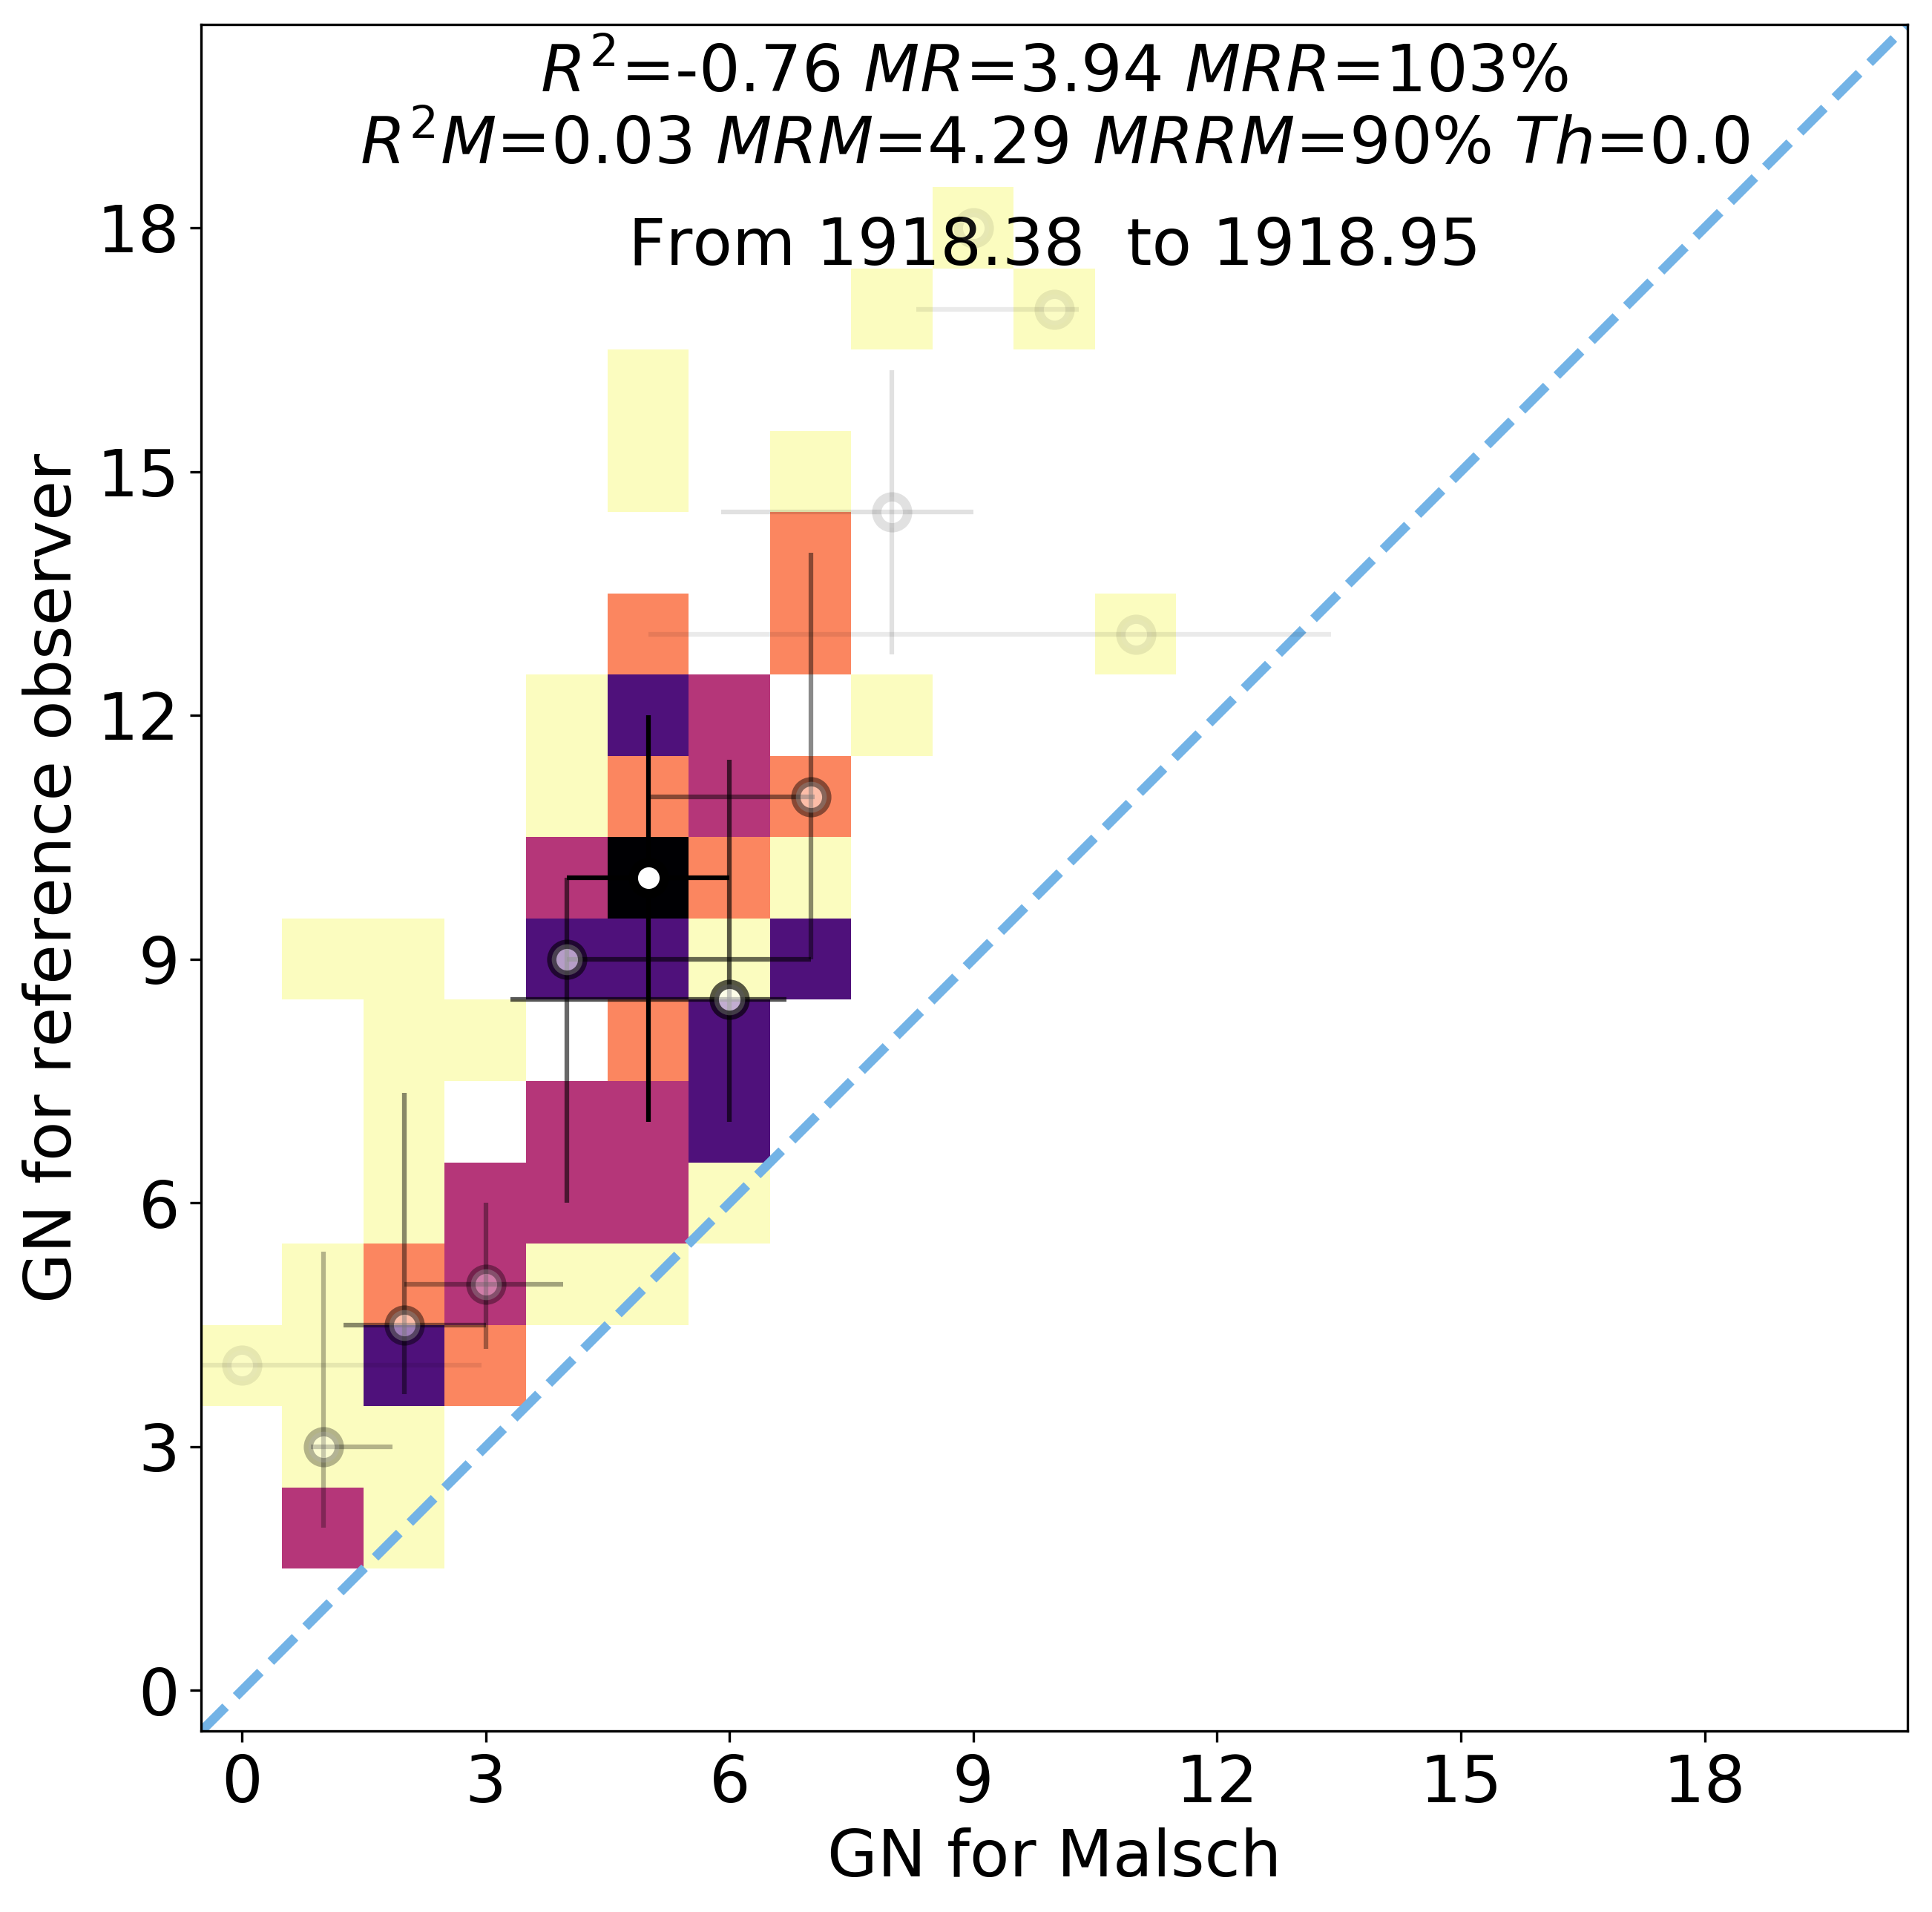 R²=-0.76 MR=3.94 MRR=103%
R²M=0.03 MRM=4.29 MRRM=90% Th=0.0
From 1918.38 to 1918.95
GN for reference observer
18
15
12
9
6
3
0
0 3 6 9 12 15 18
GN for Malsch